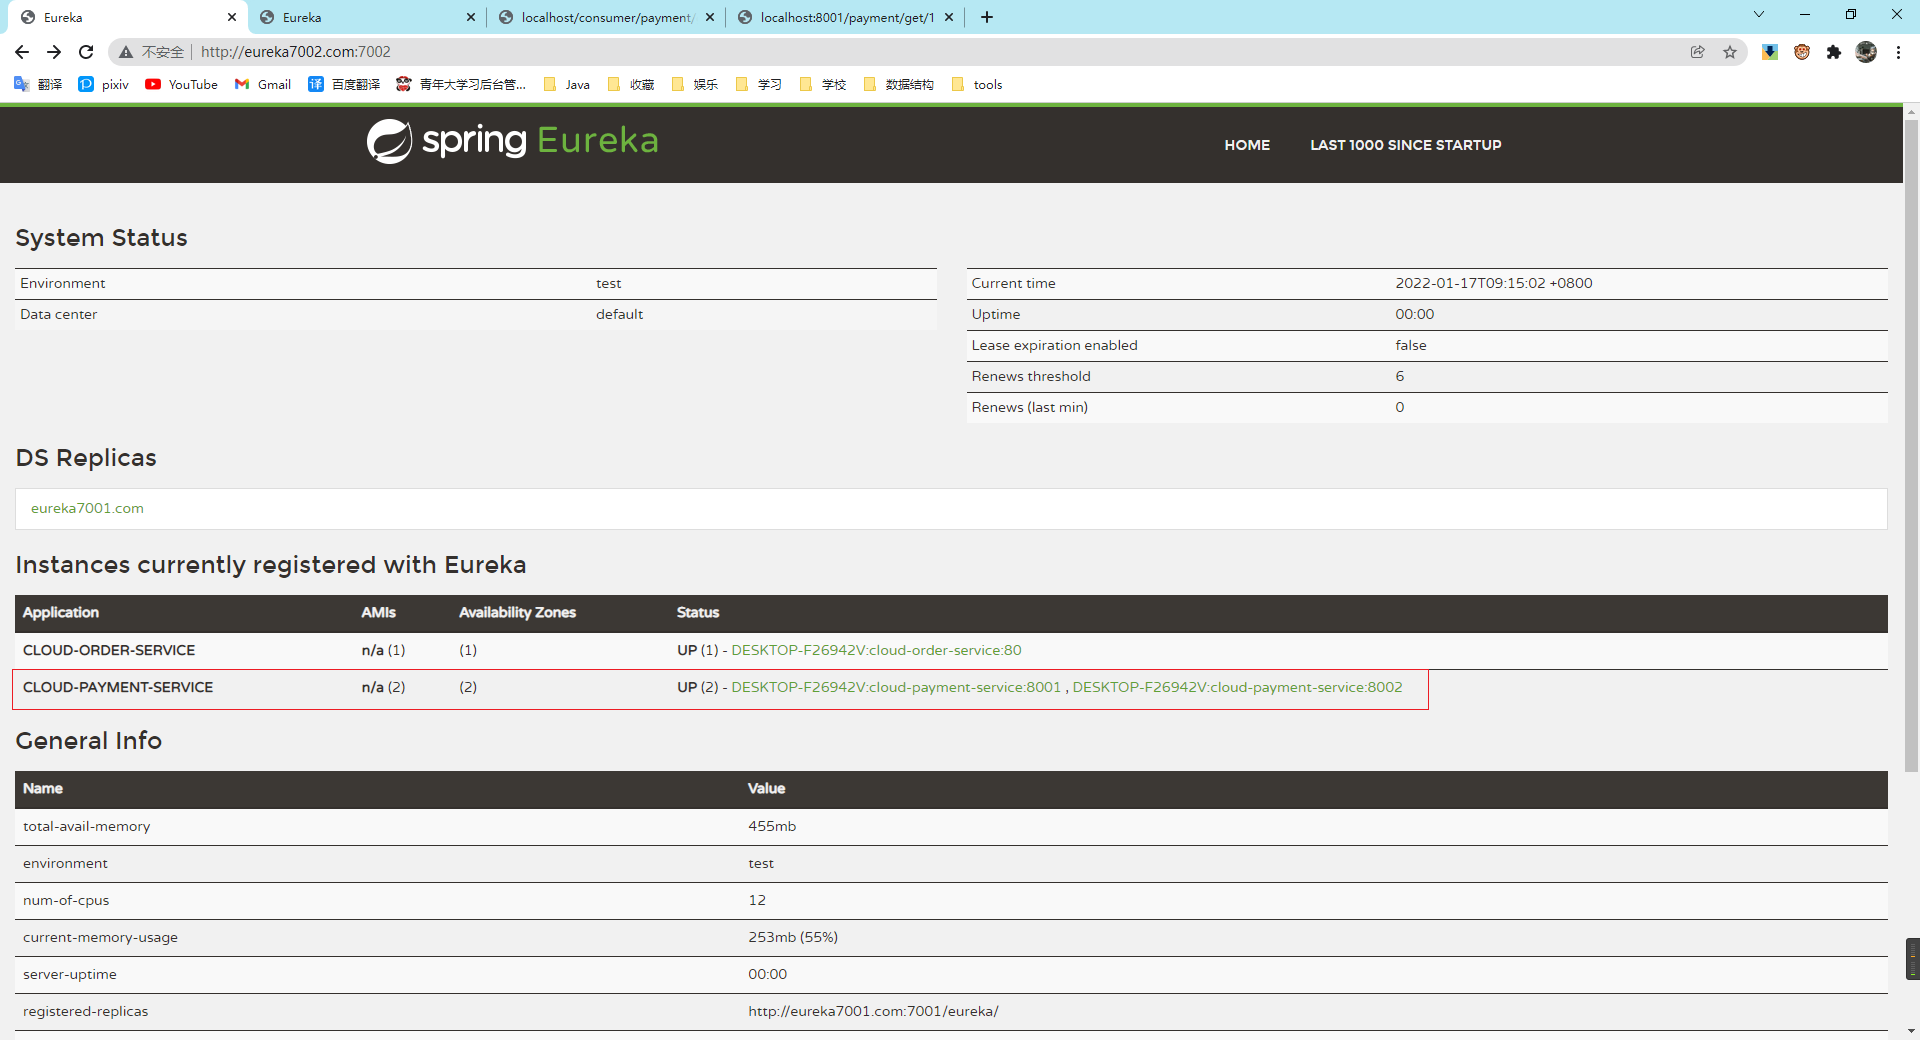 Eureka
Eureka
localhost/consumer/payment/
localhost:8001/payment/get/1
不安全 http://eureka7002.com:7002
翻译 pixiv YouTube Gmail 译 百度翻译 青年大学习后台管... Java 收藏 娱乐 学习 学校 数据结构 tools
spring Eureka
HOME LAST 1000 SINCE STARTUP
System Status
Environment test
Data center default
Current time 2022-01-17T09:15:02 +0800
Uptime 00:00
Lease expiration enabled false
Renews threshold 6
Renews (last min) 0
DS Replicas
eureka7001.com
Instances currently registered with Eureka
Application AMIs Availability Zones Status
CLOUD-ORDER-SERVICE n/a (1) (1) UP (1) - DESKTOP-F26942V:cloud-order-service:80
CLOUD-PAYMENT-SERVICE n/a (2) (2) UP (2) - DESKTOP-F26942V:cloud-payment-service:8001 , DESKTOP-F26942V:cloud-payment-service:8002
General Info
Name Value
total-avail-memory 455mb
environment test
num-of-cpus 12
current-memory-usage 253mb (55%)
server-uptime 00:00
registered-replicas http://eureka7001.com:7001/eureka/